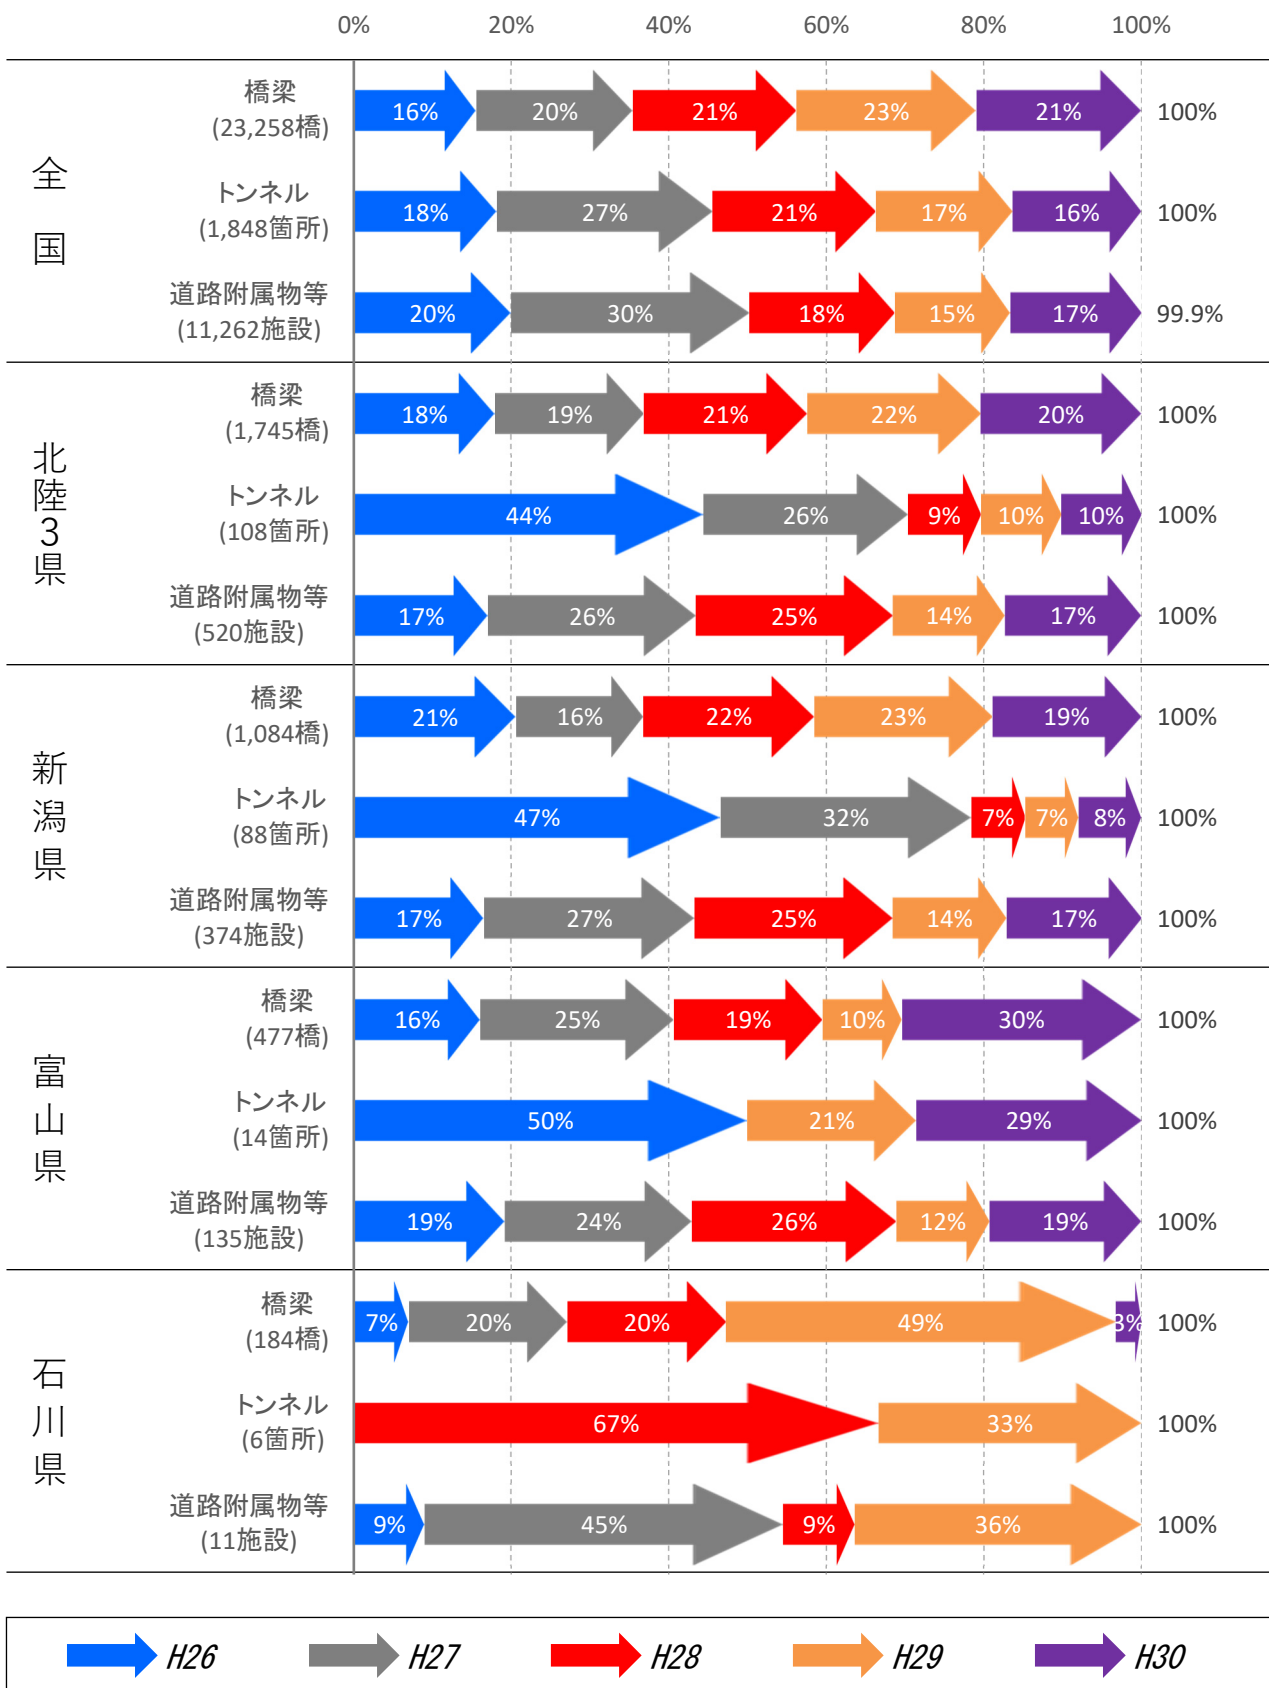 0% 20% 40% 60% 80% 100%
全国
橋梁
(23,258橋)
16% 20% 21% 23% 21% 100%
トンネル
(1,848箇所)
18% 27% 21% 17% 16% 100%
道路附属物等
(11,262施設)
20% 30% 18% 15% 17% 99.9%
北陸3県
橋梁
(1,745橋)
18% 19% 21% 22% 20% 100%
トンネル
(108箇所)
44% 26% 9% 10% 10% 100%
道路附属物等
(520施設)
17% 26% 25% 14% 17% 100%
新潟県
橋梁
(1,084橋)
21% 16% 22% 23% 19% 100%
トンネル
(88箇所)
47% 32% 7% 7% 8% 100%
道路附属物等
(374施設)
17% 27% 25% 14% 17% 100%
富山県
橋梁
(477橋)
16% 25% 19% 10% 30% 100%
トンネル
(14箇所)
50% 21% 29% 100%
道路附属物等
(135施設)
19% 24% 26% 12% 19% 100%
石川県
橋梁
(184橋)
7% 20% 20% 49% 3% 100%
トンネル
(6箇所)
67% 33% 100%
道路附属物等
(11施設)
9% 45% 9% 36% 100%
H26 H27 H28 H29 H30